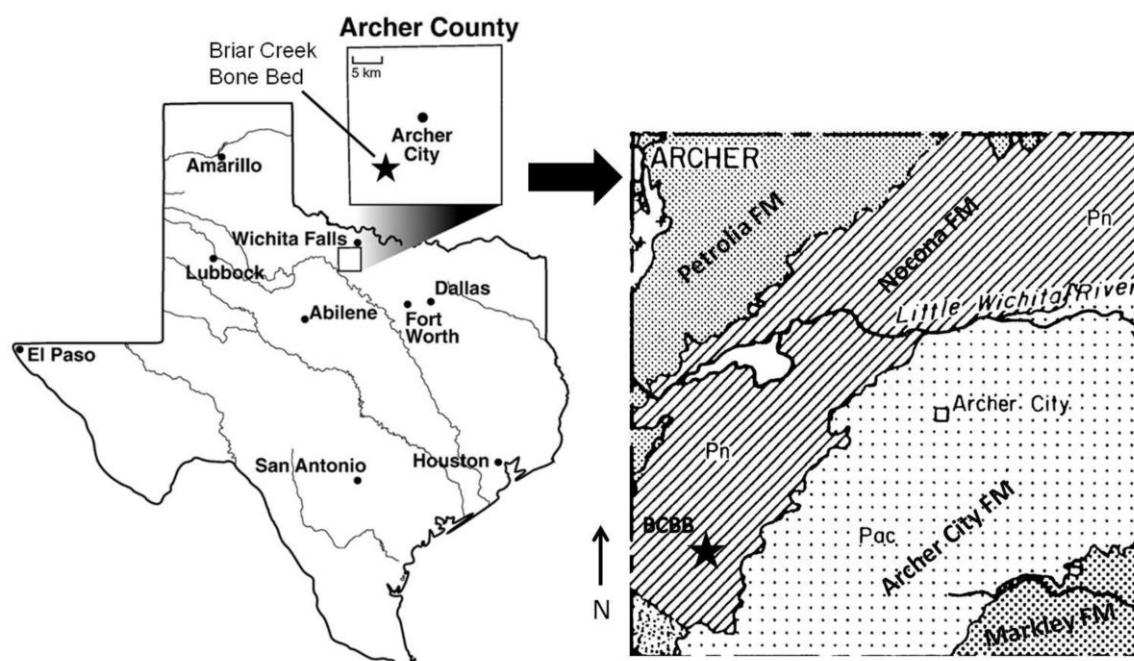 Archer County
Briar Creek
Bone Bed
5 km
Archer
City
Amarillo
Wichita Falls
Lubbock
Dallas
Abilene
Fort
Worth
El Paso
San Antonio
Houston
N
ARCHER
Petrolia FM
Nocona FM
Pn
Little Wichita River
Archer City
Pn
BCBB
Pac
Archer City FM
Markley FM